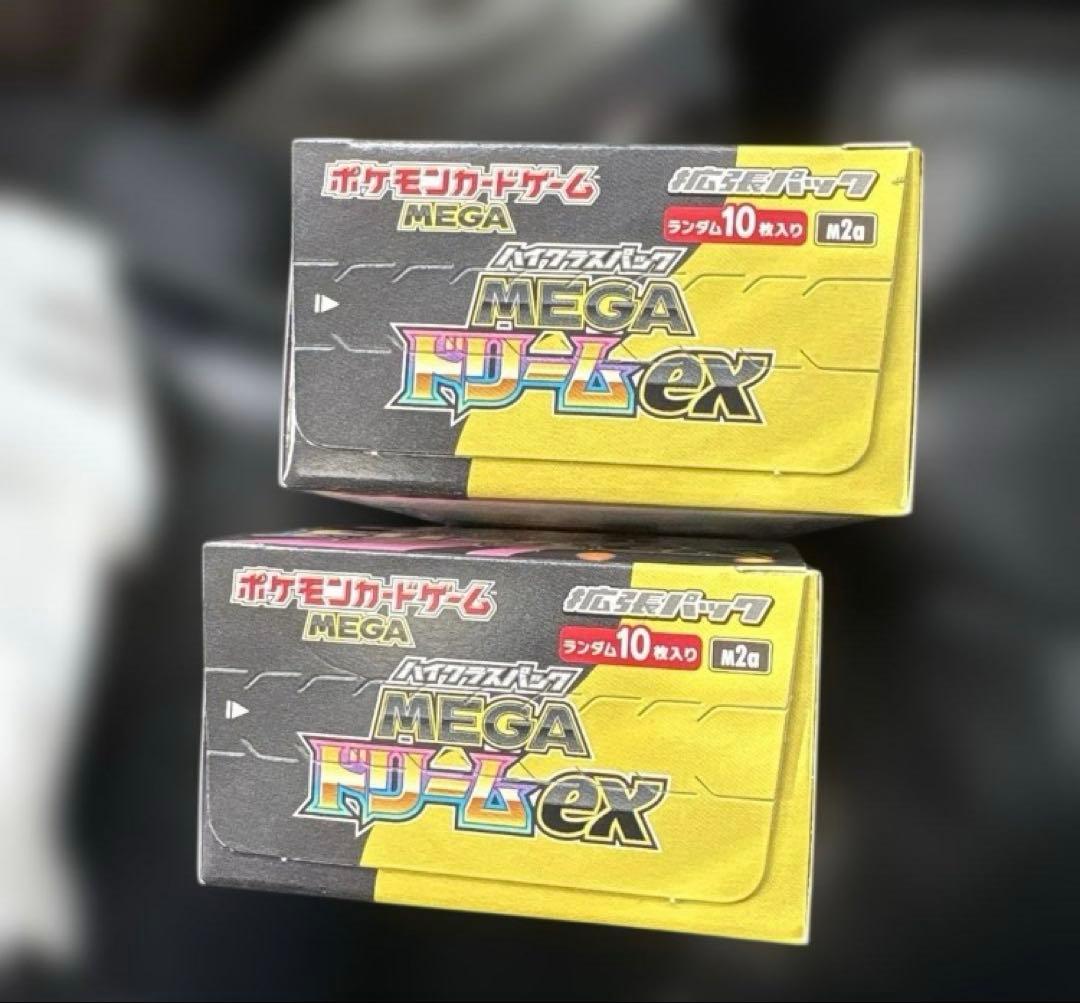 ポケモンカードゲーム
MEGA
拡張パック
ランダム10枚入り
M2a
ハイクラスパック
MEGA
ドリームex
ポケモンカードゲーム
MEGA
拡張パック
ランダム10枚入り
M2a
ハイクラスパック
MEGA
ドリームex